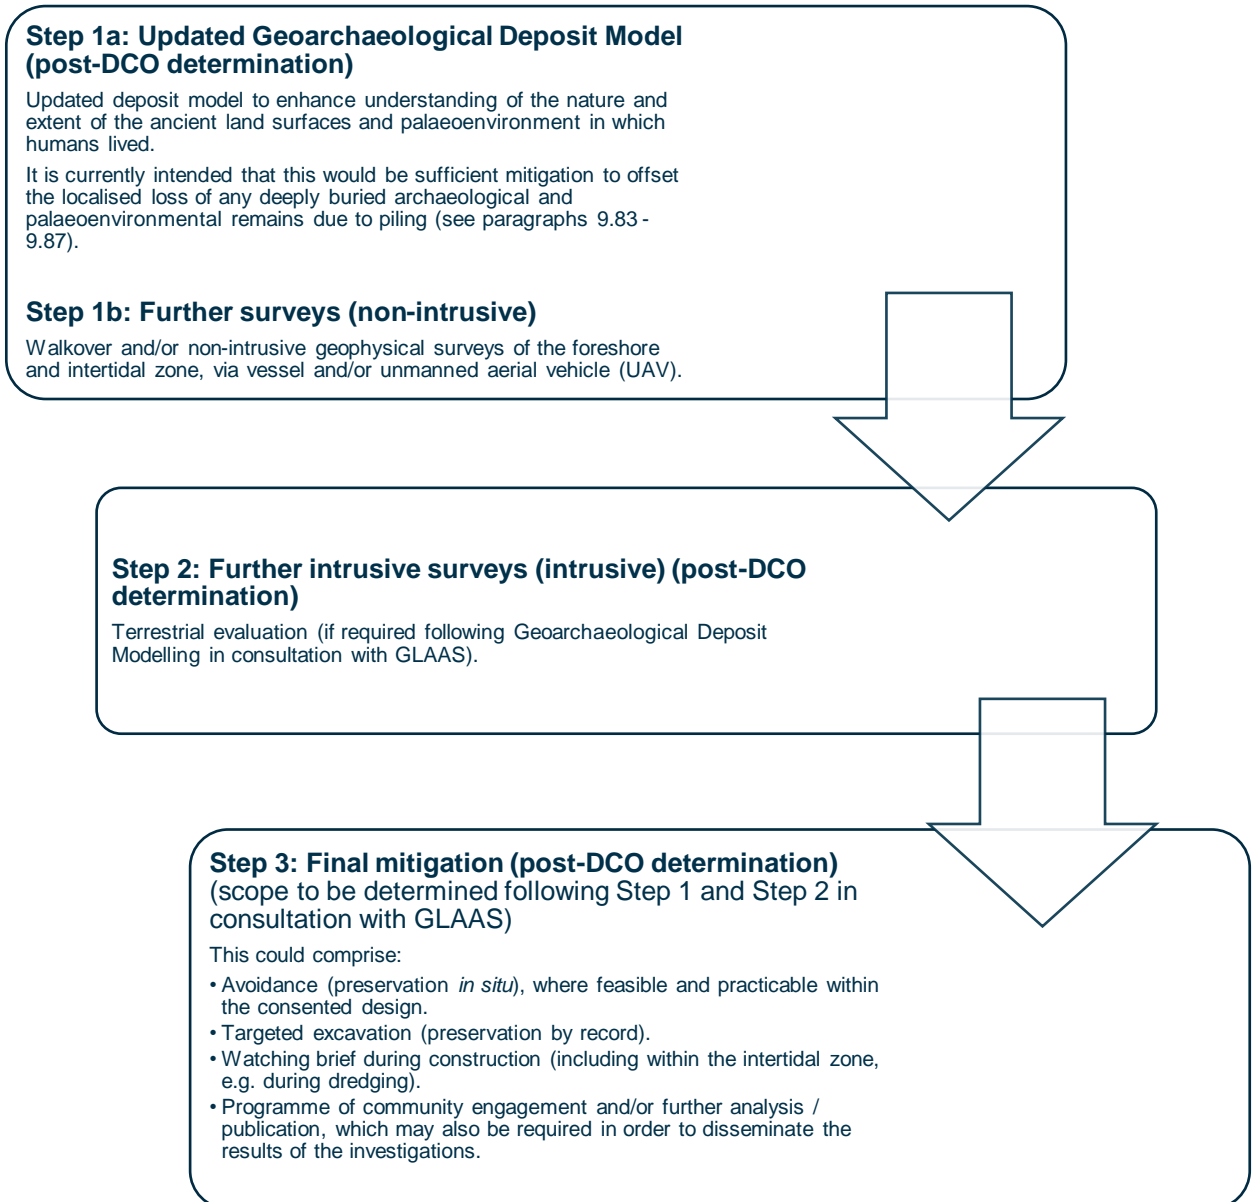 Step 1a: Updated Geoarchaeological Deposit Model
(post-DCO determination)
Updated deposit model to enhance understanding of the nature and
extent of the ancient land surfaces and palaeoenvironment in which
humans lived.
It is currently intended that this would be sufficient mitigation to offset
the localised loss of any deeply buried archaeological and
palaeoenvironmental remains due to piling (see paragraphs 9.83 -
9.87).
Step 1b: Further surveys (non-intrusive)
Walkover and/or non-intrusive geophysical surveys of the foreshore
and intertidal zone, via vessel and/or unmanned aerial vehicle (UAV).
Step 2: Further intrusive surveys (intrusive) (post-DCO
determination)
Terrestrial evaluation (if required following Geoarchaeological Deposit
Modelling in consultation with GLAAS).
Step 3: Final mitigation (post-DCO determination)
(scope to be determined following Step 1 and Step 2 in
consultation with GLAAS)
This could comprise:
• Avoidance (preservation in situ), where feasible and practicable within
the consented design.
• Targeted excavation (preservation by record).
• Watching brief during construction (including within the intertidal zone,
e.g. during dredging).
• Programme of community engagement and/or further analysis /
publication, which may also be required in order to disseminate the
results of the investigations.